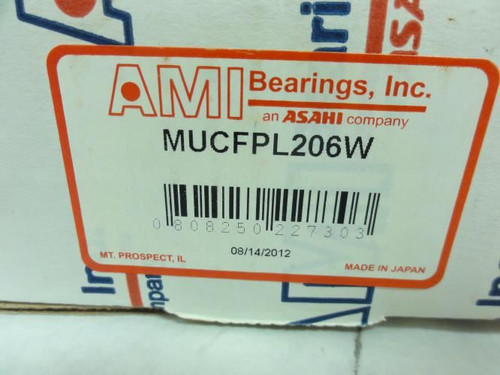 AMI Bearings, Inc.
an ASAHI company
MUCFPL206W
0 808250 227303
08/14/2012
MT. PROSPECT, IL
MADE IN JAPAN